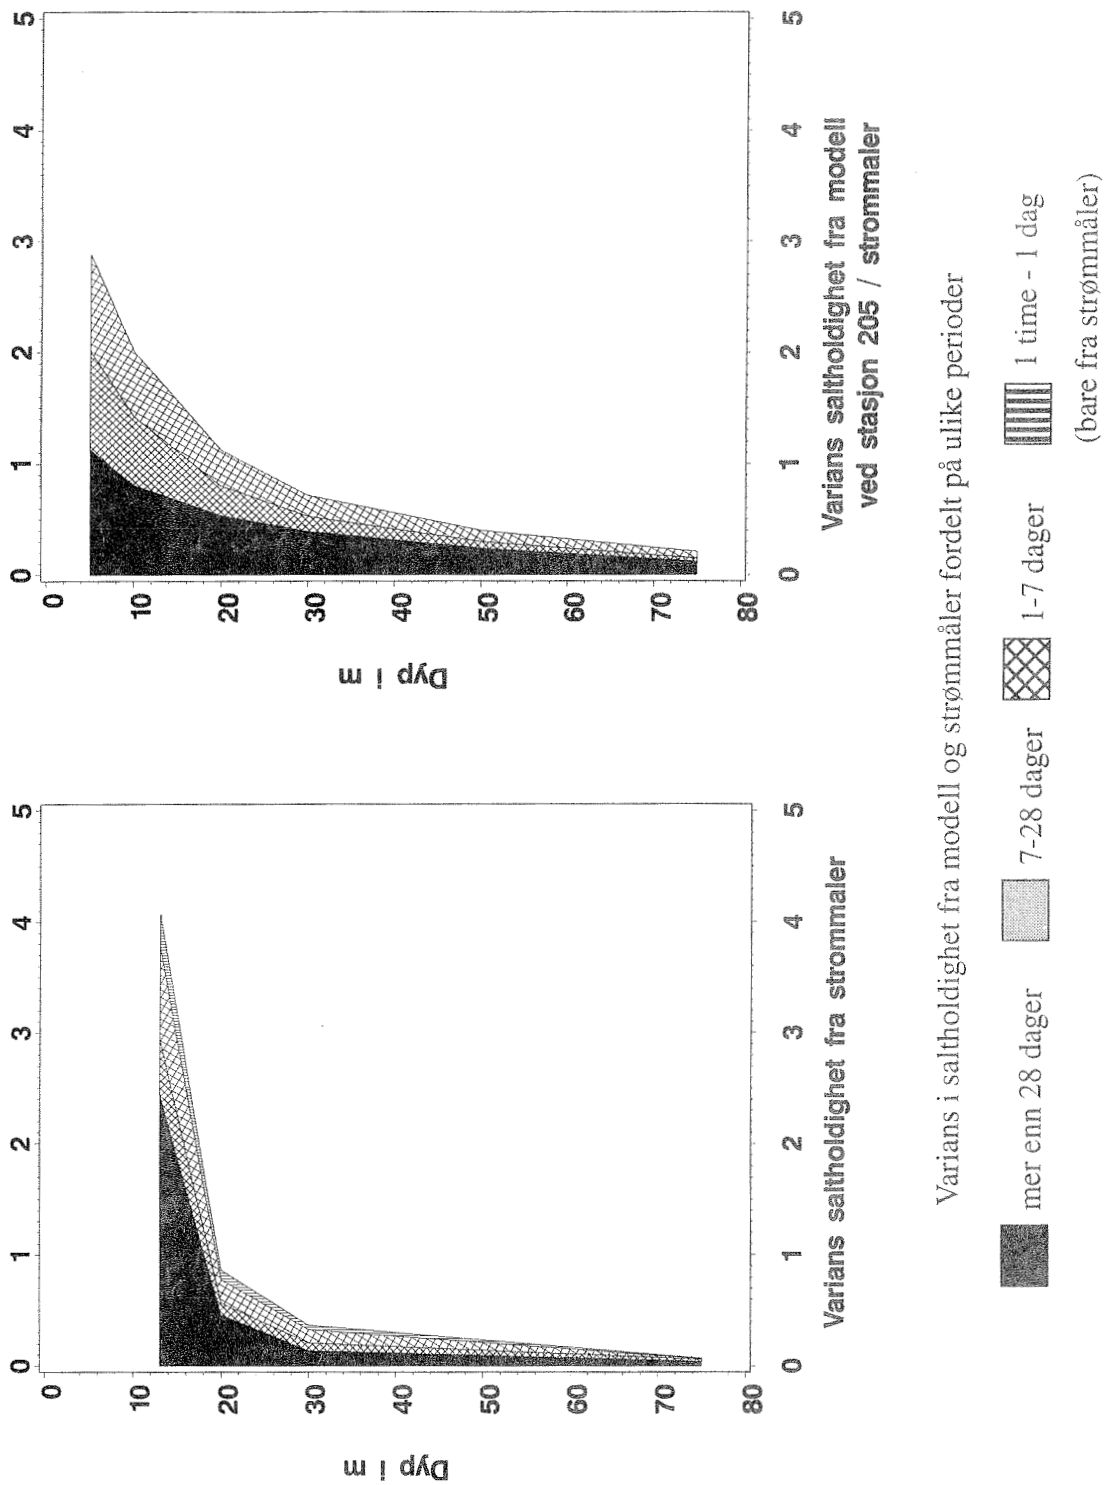 0 1 2 3 4 5
0
10
20
30
40
50
60
70
80
Dyp i m
0 1 2 3 4 5
Varians saltholdighet fra strommaler
0 1 2 3 4 5
0
10
20
30
40
50
60
70
80
Dyp i m
0 1 2 3 4 5
Varians saltholdighet fra modell
ved stasjon 205 / strommaler
Varians i saltholdighet fra modell og strømmåler fordelt på ulike perioder
mer enn 28 dager 7-28 dager 1-7 dager 1 time - 1 dag
(bare fra strømmåler)